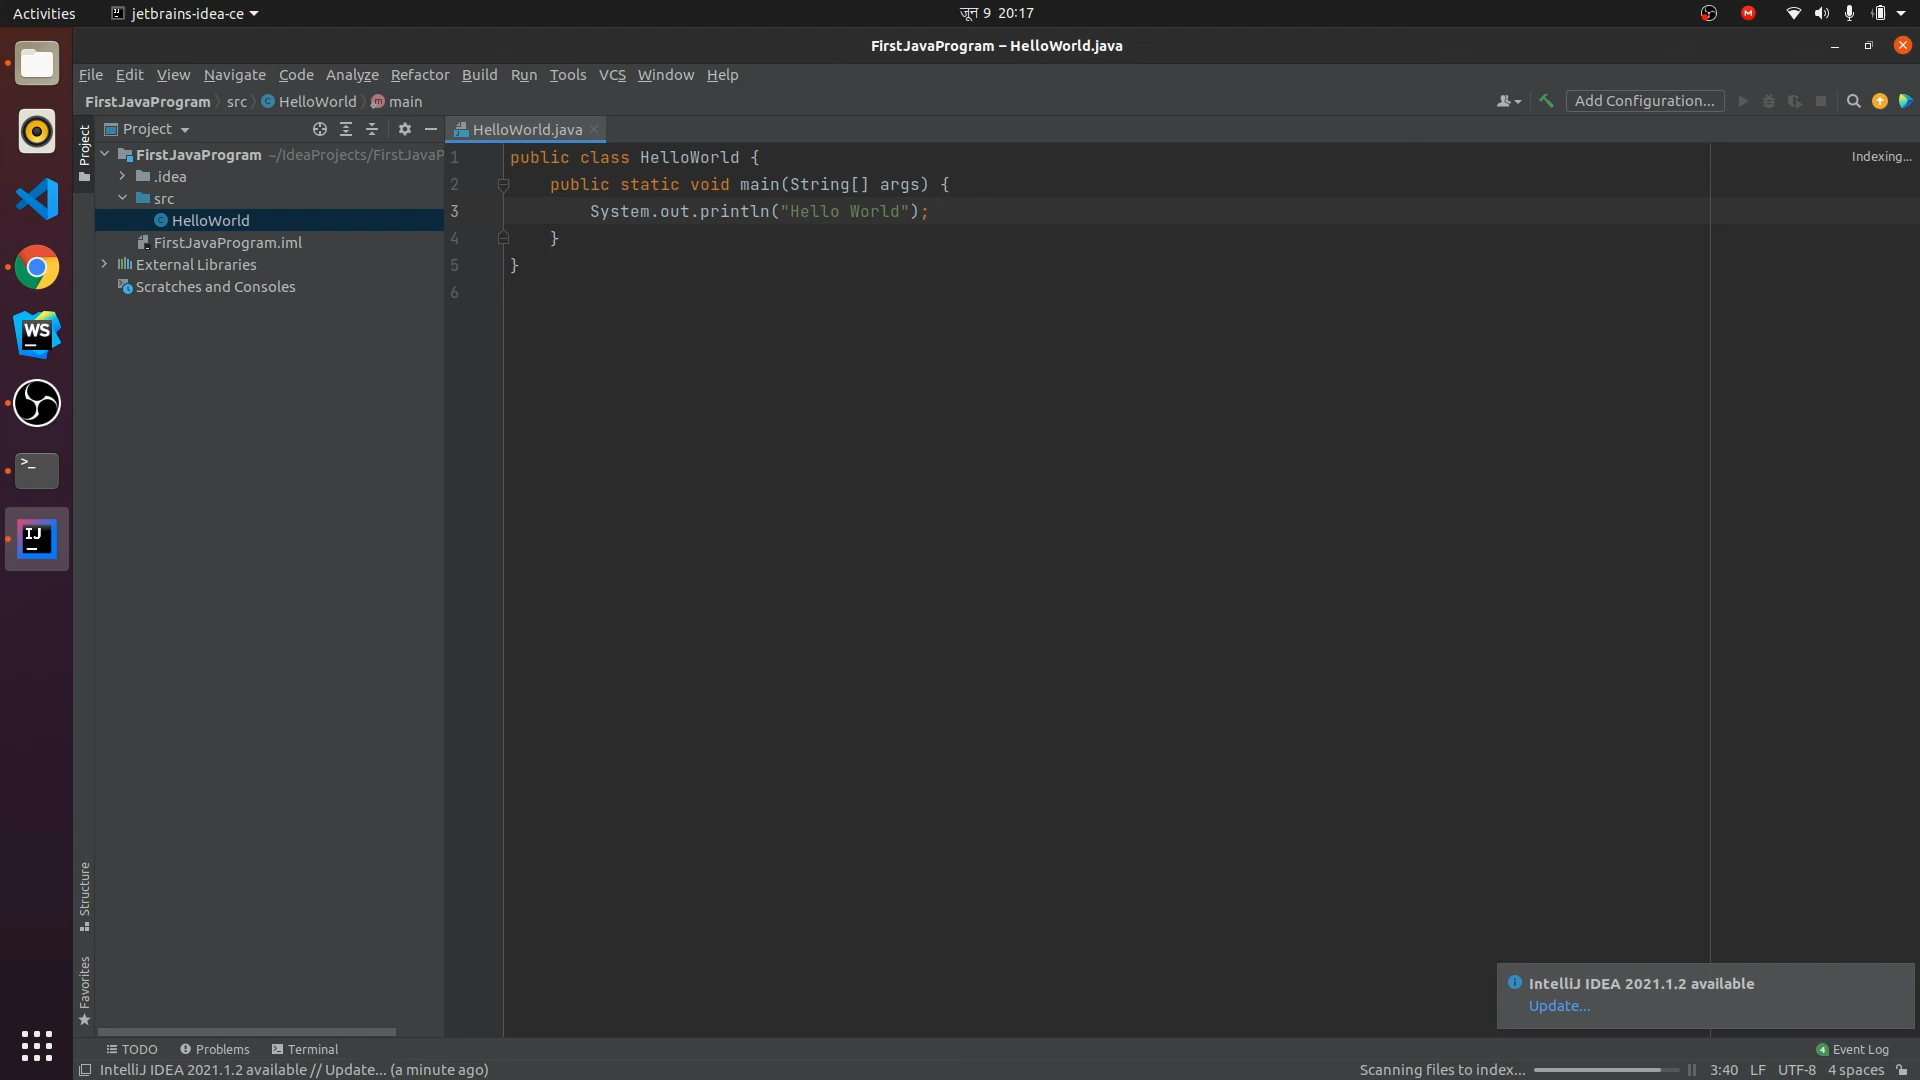 Activities
jetbrains-idea-ce
जून 9 20:17
M
FirstJavaProgram – HelloWorld.java
File Edit View Navigate Code Analyze Refactor Build Run Tools VCS Window Help
FirstJavaProgram src HelloWorld main
Add Configuration...
Project
Project
HelloWorld.java
FirstJavaProgram ~/IdeaProjects/FirstJavaP
.idea
src
HelloWorld
FirstJavaProgram.iml
External Libraries
Scratches and Consoles
1 public class HelloWorld {
2 public static void main(String[] args) {
3 System.out.println("Hello World");
4 }
5 }
6
Indexing...
WS
>_
IJ
Structure
Favorites
IntelliJ IDEA 2021.1.2 available
Update...
TODO Problems Terminal
4 Event Log
IntelliJ IDEA 2021.1.2 available // Update... (a minute ago)
Scanning files to index... 3:40 LF UTF-8 4 spaces